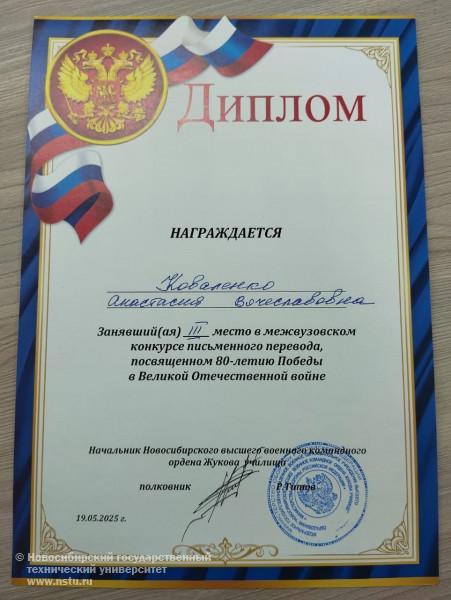 Диплом
НАГРАЖДАЕТСЯ
Коваленко
Анастасия Вячеславовна
Занявший(ая) III место в межвузовском
конкурсе письменного перевода,
посвященном 80-летию Победы
в Великой Отечественной войне
Начальник Новосибирского высшего военного командного
ордена Жукова училища
полковник Р.Титов
19.05.2025 г.
© Новосибирский государственный
технический университет
www.nstu.ru